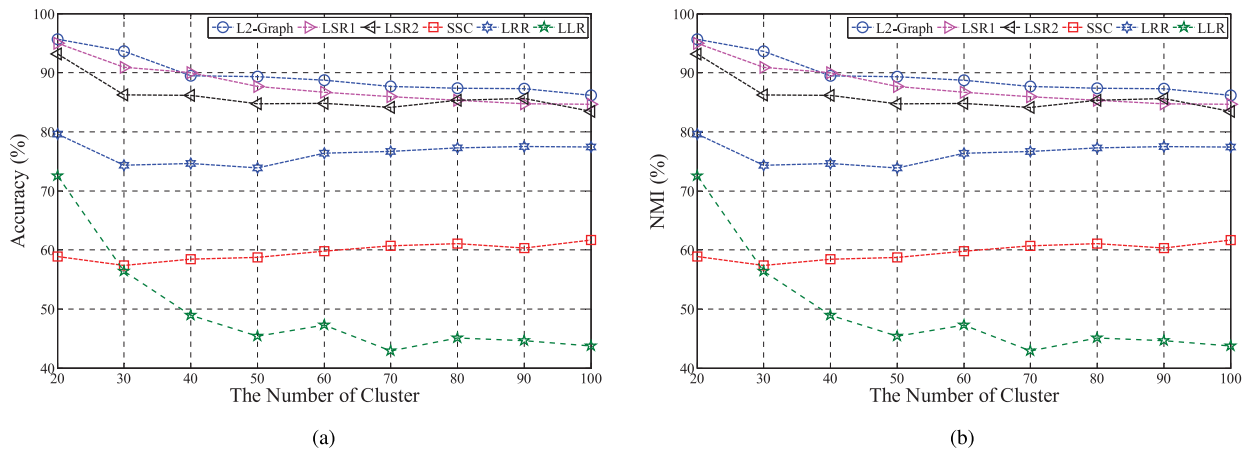 L2-Graph LSR1 LSR2 SSC LRR LLR
100
90
80
70
60
50
40
Accuracy (%)
20 30 40 50 60 70 80 90 100
The Number of Cluster
(a)
L2-Graph LSR1 LSR2 SSC LRR LLR
100
90
80
70
60
50
40
NMI (%)
20 30 40 50 60 70 80 90 100
The Number of Cluster
(b)